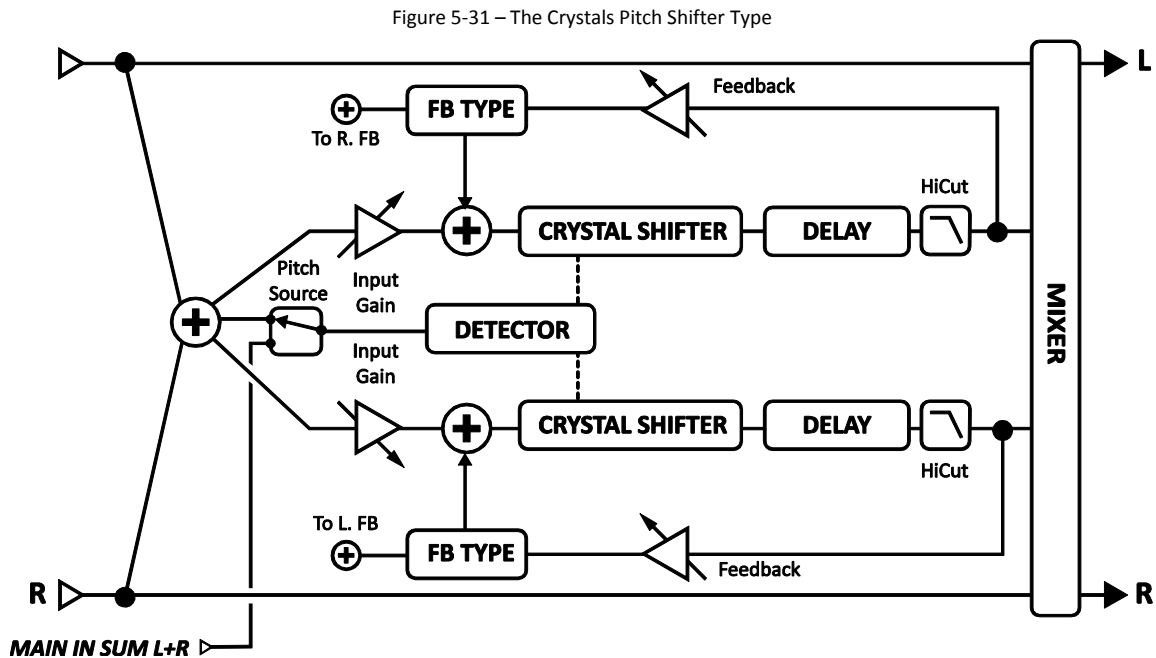 Figure 5-31 – The Crystals Pitch Shifter Type
L
Feedback
FB TYPE
To R. FB
HiCut
CRYSTAL SHIFTER
DELAY
Pitch
Source
Input
Gain
DETECTOR
MIXER
Input
Gain
CRYSTAL SHIFTER
DELAY
HiCut
To L. FB
FB TYPE
Feedback
R
R
MAIN IN SUM L+R